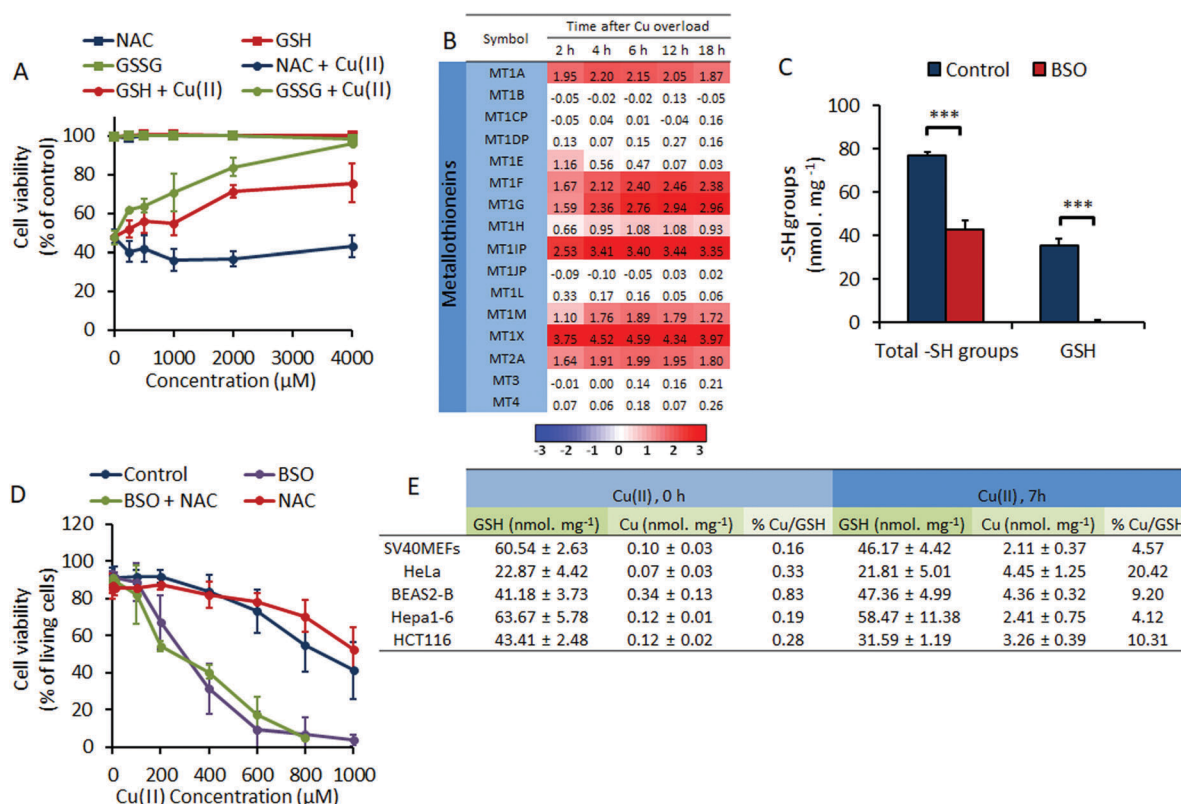 A
NAC GSH
GSSG NAC + Cu(II)
GSH + Cu(II) GSSG + Cu(II)
Cell viability
(% of control)
100
80
60
40
20
0
0 1000 2000 3000 4000
Concentration (µM)
B
Symbol Time after Cu overload
2 h 4 h 6 h 12 h 18 h
Metallothioneins
MT1A 1.95 2.20 2.15 2.05 1.87
MT1B -0.05 -0.02 -0.02 0.13 -0.05
MT1CP -0.05 0.04 0.01 -0.04 0.16
MT1DP 0.13 0.07 0.15 0.27 0.16
MT1E 1.16 0.56 0.47 0.07 0.03
MT1F 1.67 2.12 2.40 2.46 2.38
MT1G 1.59 2.36 2.76 2.94 2.96
MT1H 0.66 0.95 1.08 1.08 0.93
MT1IP 2.53 3.41 3.40 3.44 3.35
MT1JP -0.09 -0.10 -0.05 0.03 0.02
MT1L 0.33 0.17 0.16 0.05 0.06
MT1M 1.10 1.76 1.89 1.79 1.72
MT1X 3.75 4.52 4.59 4.34 3.97
MT2A 1.64 1.91 1.99 1.95 1.80
MT3 -0.01 0.00 0.14 0.16 0.21
MT4 0.07 0.06 0.18 0.07 0.26
-3 -2 -1 0 1 2 3
C
Control BSO
-SH groups
(nmol . mg⁻¹)
100
80
60
40
20
0
*** ***
Total -SH groups GSH
D
Control BSO
BSO + NAC NAC
Cell viability
(% of living cells)
120
100
80
60
40
20
0
0 200 400 600 800 1000
Cu(II) Concentration (µM)
E
Cu(II) , 0 h Cu(II) , 7h
GSH (nmol. mg⁻¹) Cu (nmol. mg⁻¹) % Cu/GSH GSH (nmol. mg⁻¹) Cu (nmol. mg⁻¹) % Cu/GSH
SV40MEFs 60.54 ± 2.63 0.10 ± 0.03 0.16 46.17 ± 4.42 2.11 ± 0.37 4.57
HeLa 22.87 ± 4.42 0.07 ± 0.03 0.33 21.81 ± 5.01 4.45 ± 1.25 20.42
BEAS2-B 41.18 ± 3.73 0.34 ± 0.13 0.83 47.36 ± 4.99 4.36 ± 0.32 9.20
Hepa1-6 63.67 ± 5.78 0.12 ± 0.01 0.19 58.47 ± 11.38 2.41 ± 0.75 4.12
HCT116 43.41 ± 2.48 0.12 ± 0.02 0.28 31.59 ± 1.19 3.26 ± 0.39 10.31